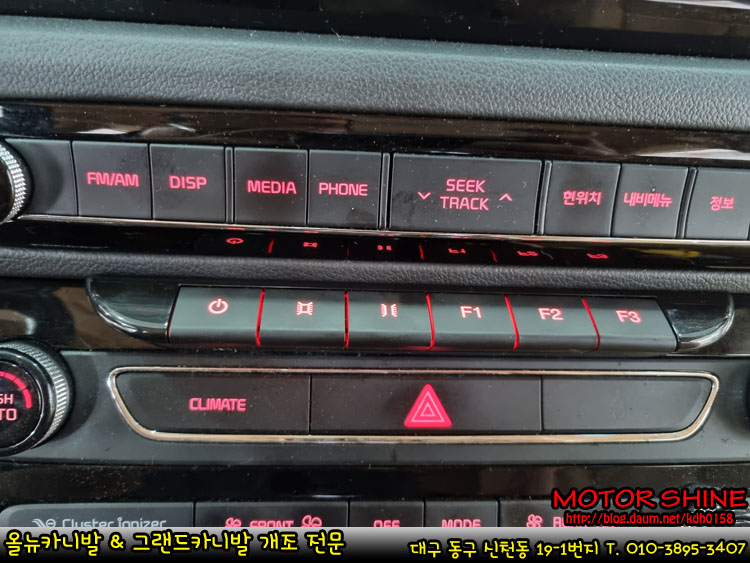 FM/AM DISP MEDIA PHONE SEEK TRACK 현위치 내비메뉴 정보
F1 F2 F3
CLIMATE
Cluster Ionizer FRONT OFF MODE
MOTOR SHINE
http://blog.daum.net/kdh0158
올뉴카니발 & 그랜드카니발 개조 전문
대구 동구 신천동 19-1번지 T. 010-3895-3407